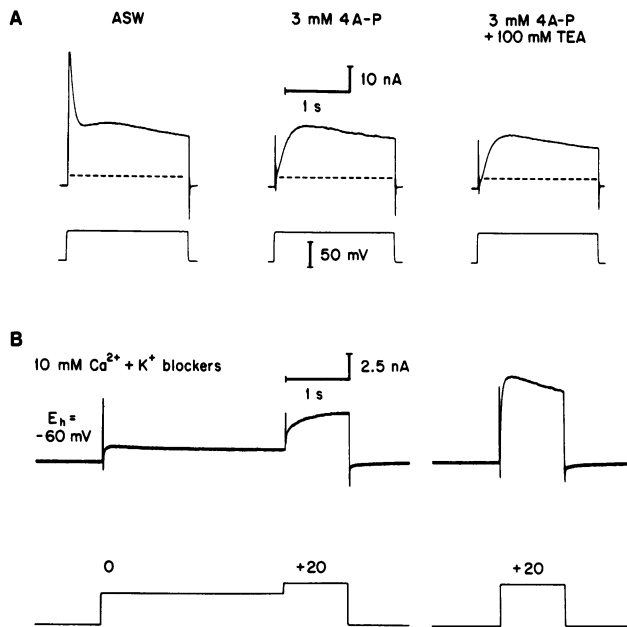 A
ASW
3 mM 4A-P
3 mM 4A-P
+ 100 mM TEA
10 nA
1 s
50 mV
B
10 mM Ca²⁺ + K⁺ blockers
2.5 nA
1 s
E_h =
-60 mV
0
+20
+20